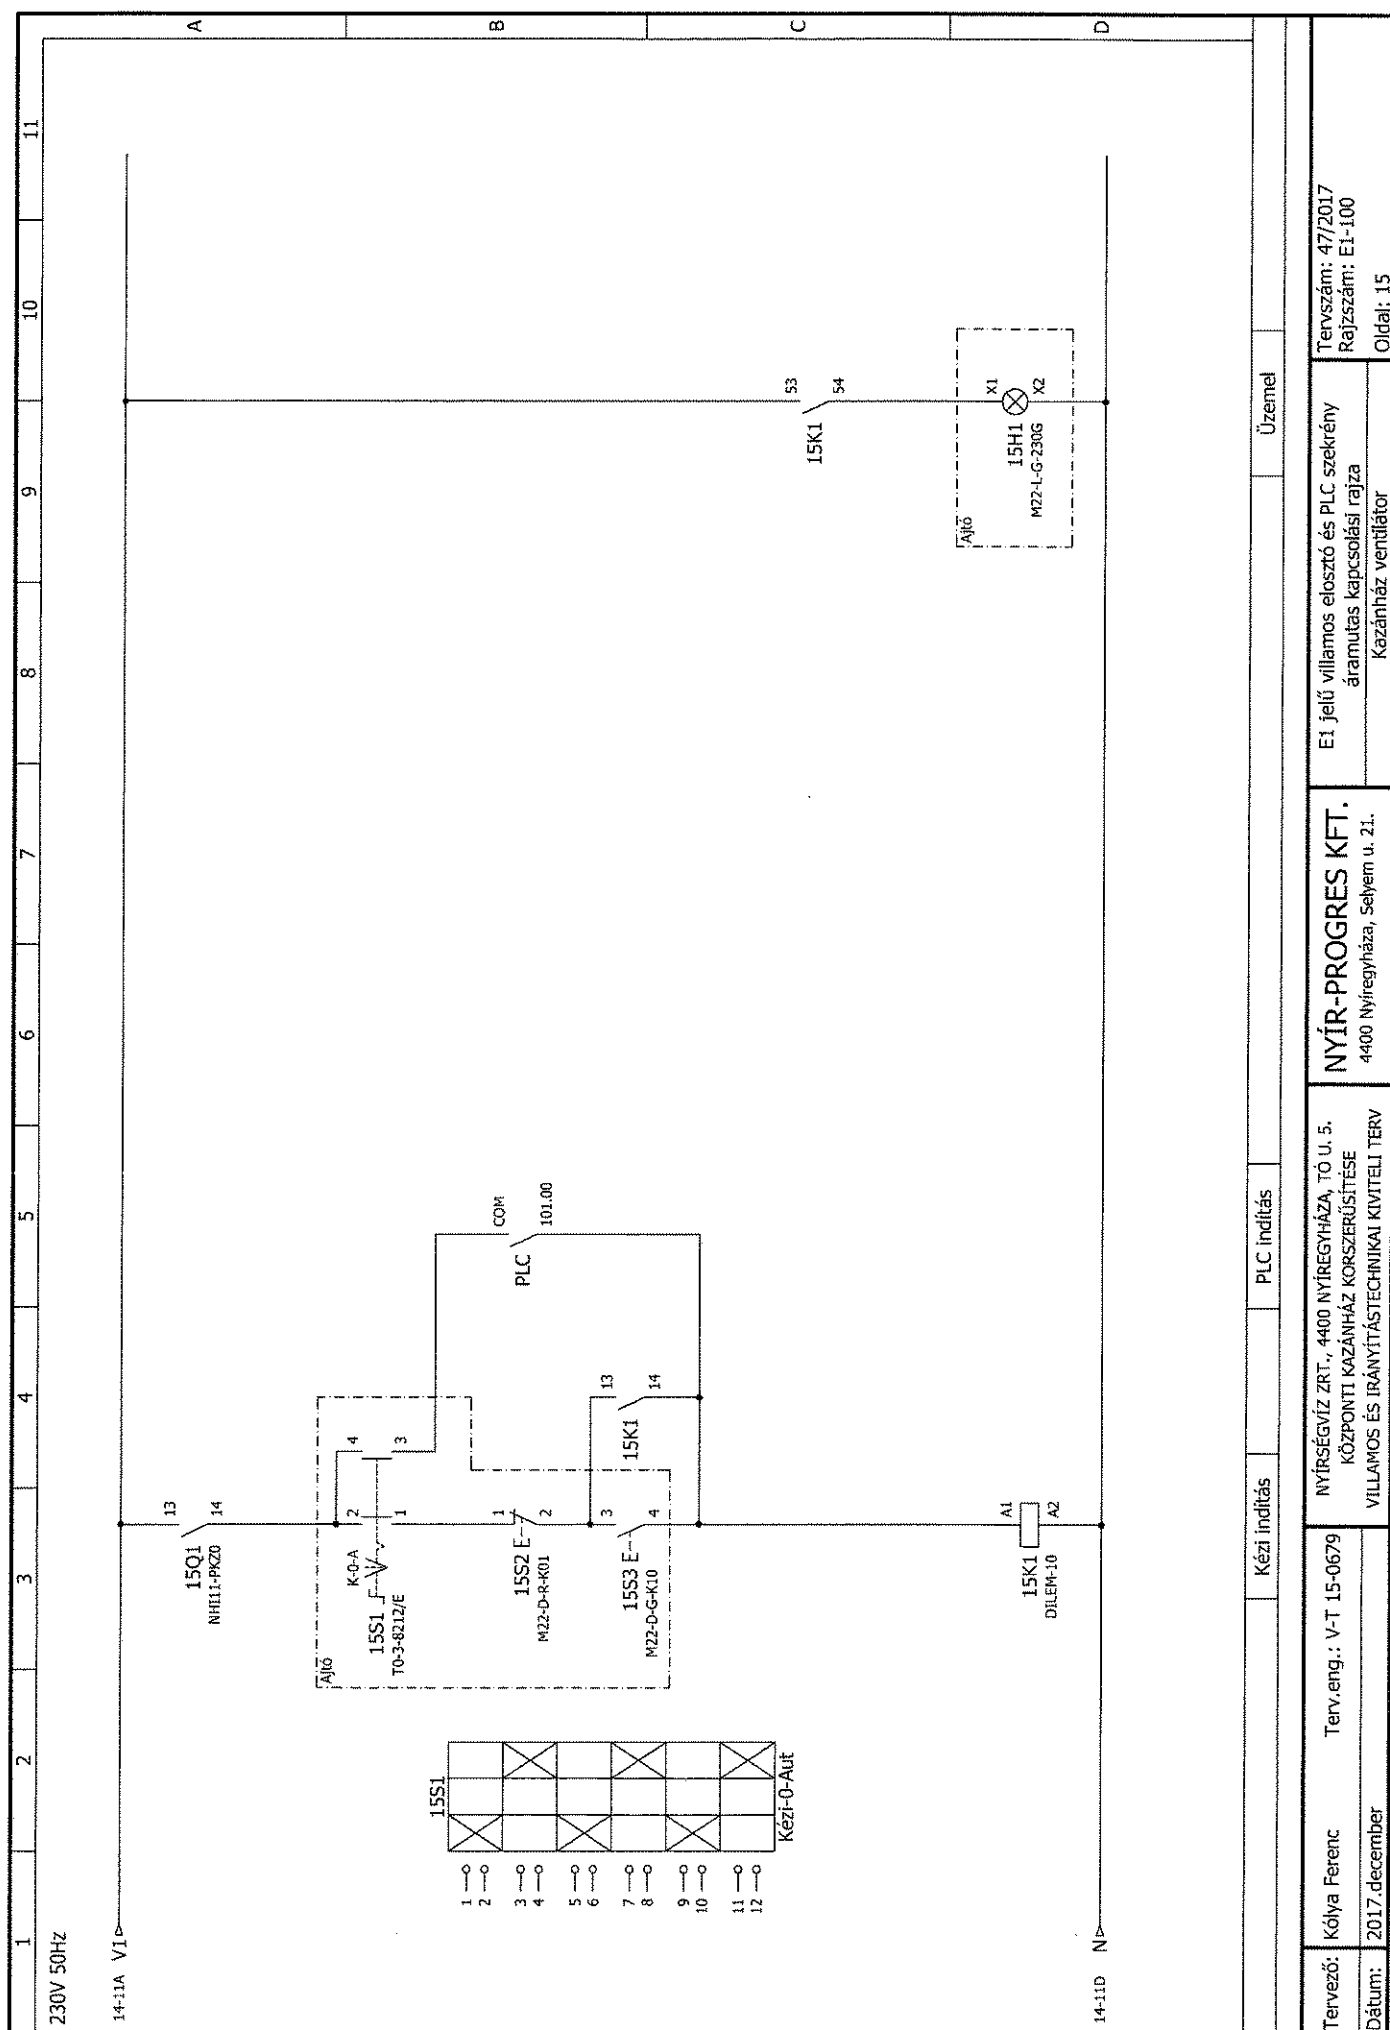 1 2 3 4 5 6 7 8 9 10 11
A
B
C
D
230V 50Hz
14-11A V1
14-11D N
15S1
1
2
3
4
5
6
7
8
9
10
11
12
Kézi-0-Aut
13
14
15Q1
NHI11-PKZ0
Ajtó
K-0-A
2
1
4
3
15S1
T0-3-8212/E
1
2
15S2 E
M22-D-R-K01
3
4
15S3 E
M22-D-G-K10
13
14
15K1
COM
101.00
PLC
A1
A2
15K1
DILEM-10
53
54
15K1
Ajtó
X1
X2
15H1
M22-L-G-230G
Kézi indítás
PLC indítás
Üzemel
Tervező: Kólya Ferenc Terv.eng.: V-T 15-0679
Dátum: 2017.december
NYÍRSÉGVÍZ ZRT., 4400 NYÍREGYHÁZA, TÓ U. 5.
KÖZPONTI KAZÁNHÁZ KORSZERŰSÍTÉSE
VILLAMOS ÉS IRÁNYÍTÁSTECHNIKAI KIVITELI TERV
NYÍR-PROGRES KFT.
4400 Nyíregyháza, Selyem u. 21.
E1 jelű villamos elosztó és PLC szekrény
áramutas kapcsolási rajza
Kazánház ventilátor
Tervszám: 47/2017
Rajzszám: E1-100
Oldal: 15